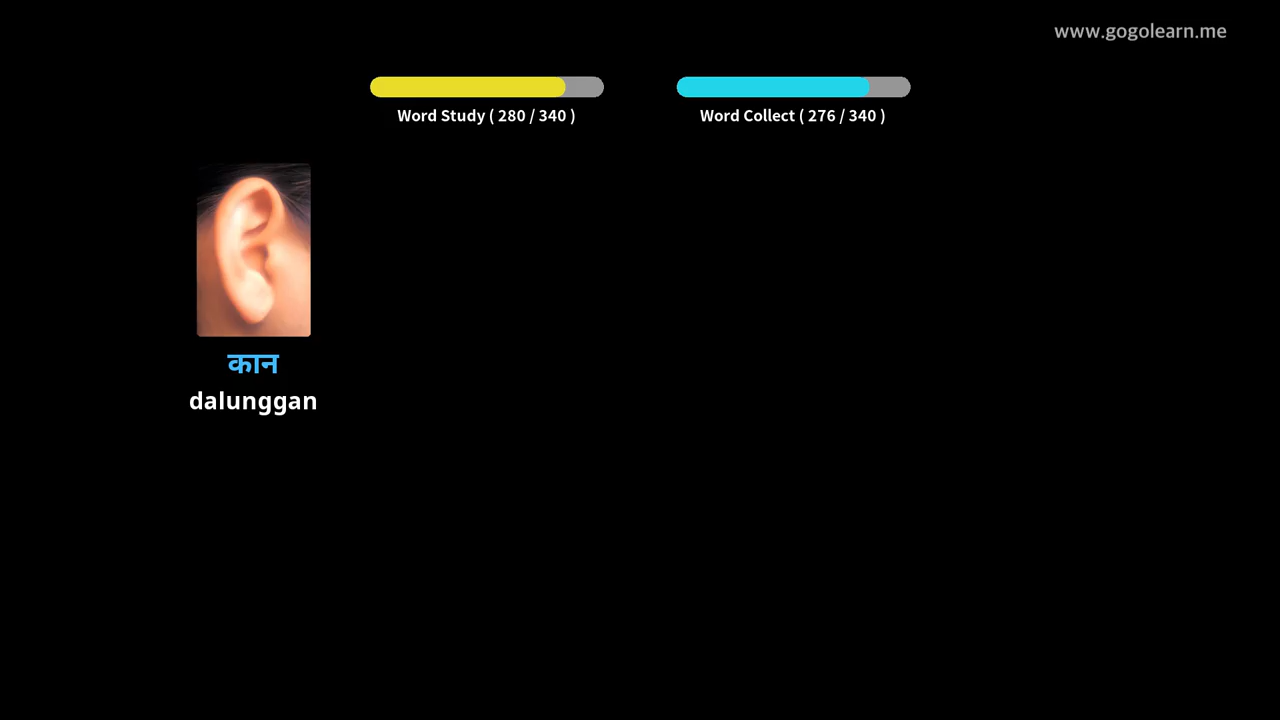 www.gogolearn.me
Word Study ( 280 / 340 )
Word Collect ( 276 / 340 )
कान
dalunggan